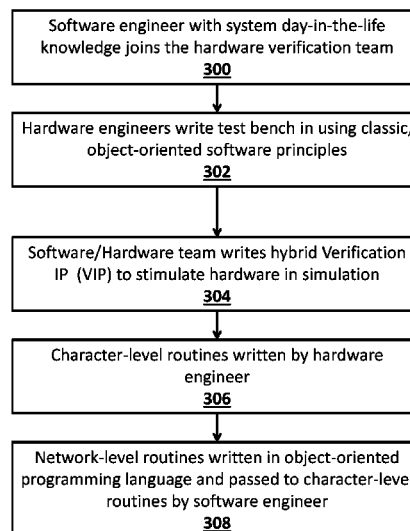 Software engineer with system day-in-the-life
knowledge joins the hardware verification team
300
Hardware engineers write test bench in using classic,
object-oriented software principles
302
Software/Hardware team writes hybrid Verification
IP (VIP) to stimulate hardware in simulation
304
Character-level routines written by hardware
engineer
306
Network-level routines written in object-oriented
programming language and passed to character-level
routines by software engineer
308